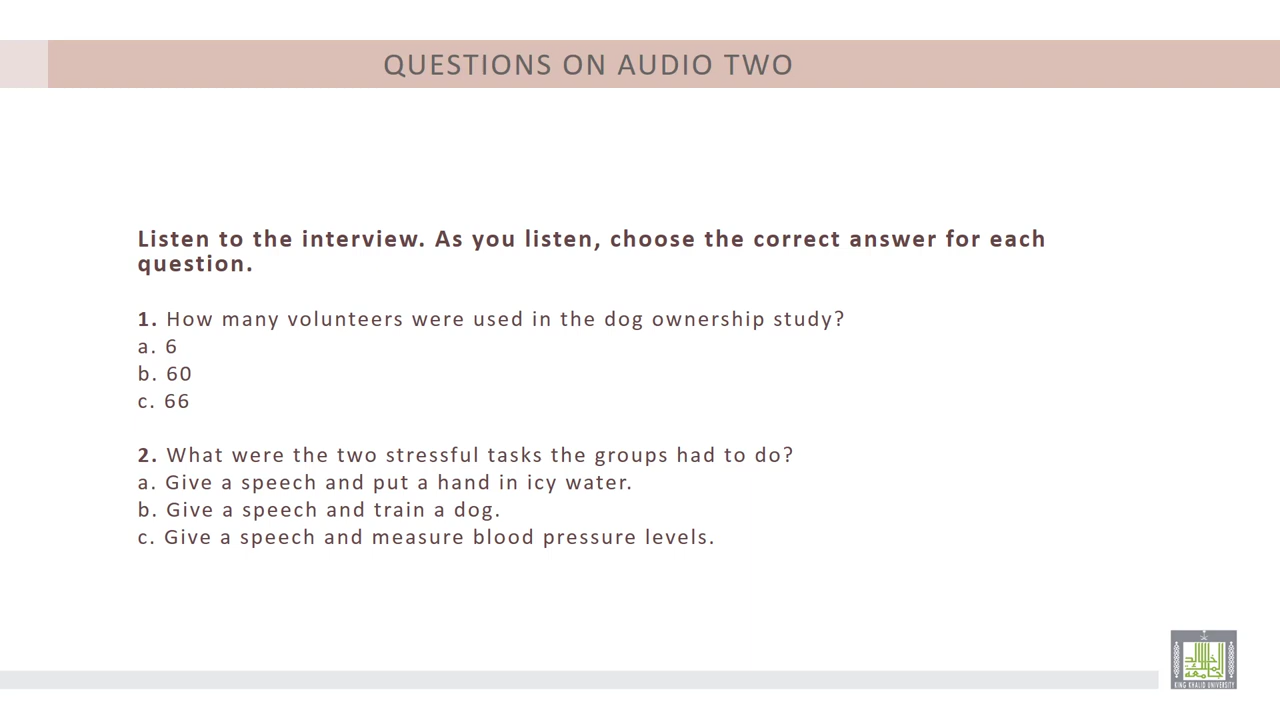 QUESTIONS ON AUDIO TWO
Listen to the interview. As you listen, choose the correct answer for each
question.
1. How many volunteers were used in the dog ownership study?
a. 6
b. 60
c. 66
2. What were the two stressful tasks the groups had to do?
a. Give a speech and put a hand in icy water.
b. Give a speech and train a dog.
c. Give a speech and measure blood pressure levels.
KING KHALID UNIVERSITY